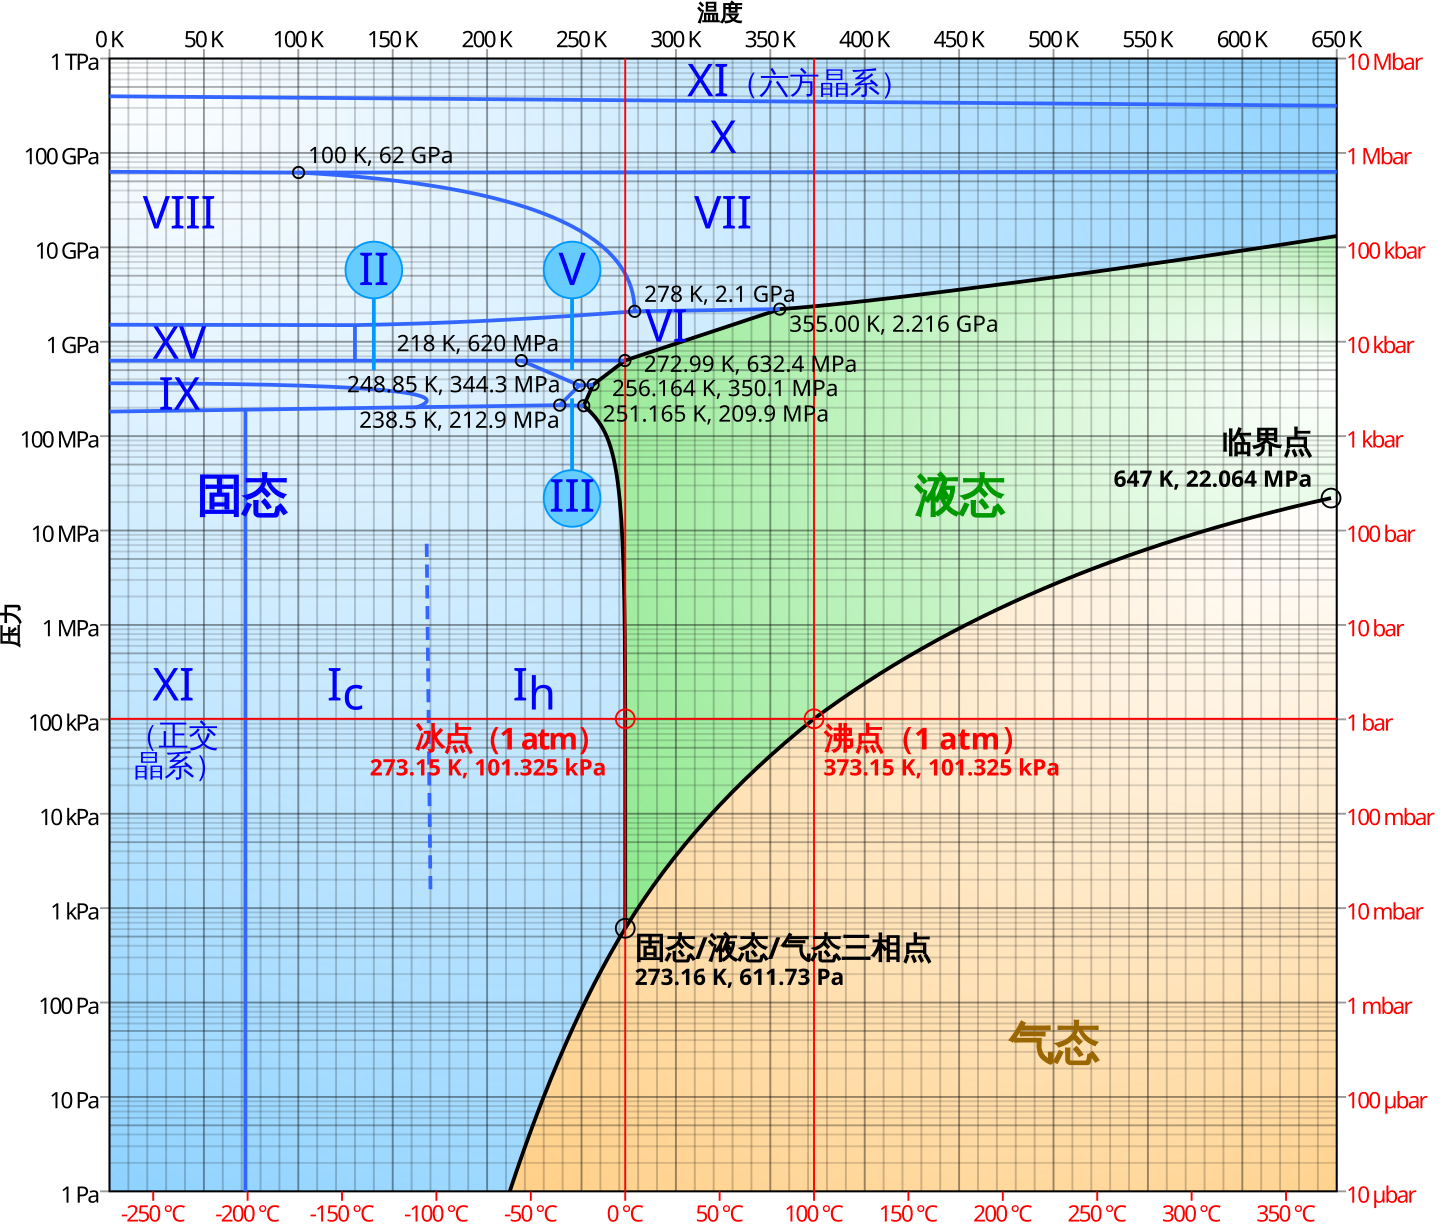 温度
0 K 50 K 100 K 150 K 200 K 250 K 300 K 350 K 400 K 450 K 500 K 550 K 600 K 650 K
1 TPa
10 Mbar
XI（六方晶系）
X
100 K, 62 GPa
100 GPa
1 Mbar
VIII
VII
10 GPa
100 kbar
II
V
278 K, 2.1 GPa
355.00 K, 2.216 GPa
VI
XV
218 K, 620 MPa
1 GPa
10 kbar
272.99 K, 632.4 MPa
248.85 K, 344.3 MPa
256.164 K, 350.1 MPa
IX
238.5 K, 212.9 MPa
251.165 K, 209.9 MPa
100 MPa
1 kbar
临界点
647 K, 22.064 MPa
固态
III
液态
10 MPa
100 bar
压力
1 MPa
10 bar
XI
（正交
晶系）
Ic
Ih
100 kPa
1 bar
冰点（1 atm）
273.15 K, 101.325 kPa
沸点（1 atm）
373.15 K, 101.325 kPa
10 kPa
100 mbar
1 kPa
10 mbar
固态/液态/气态三相点
273.16 K, 611.73 Pa
100 Pa
1 mbar
气态
10 Pa
100 µbar
1 Pa
10 µbar
-250 °C -200 °C -150 °C -100 °C -50 °C 0 °C 50 °C 100 °C 150 °C 200 °C 250 °C 300 °C 350 °C